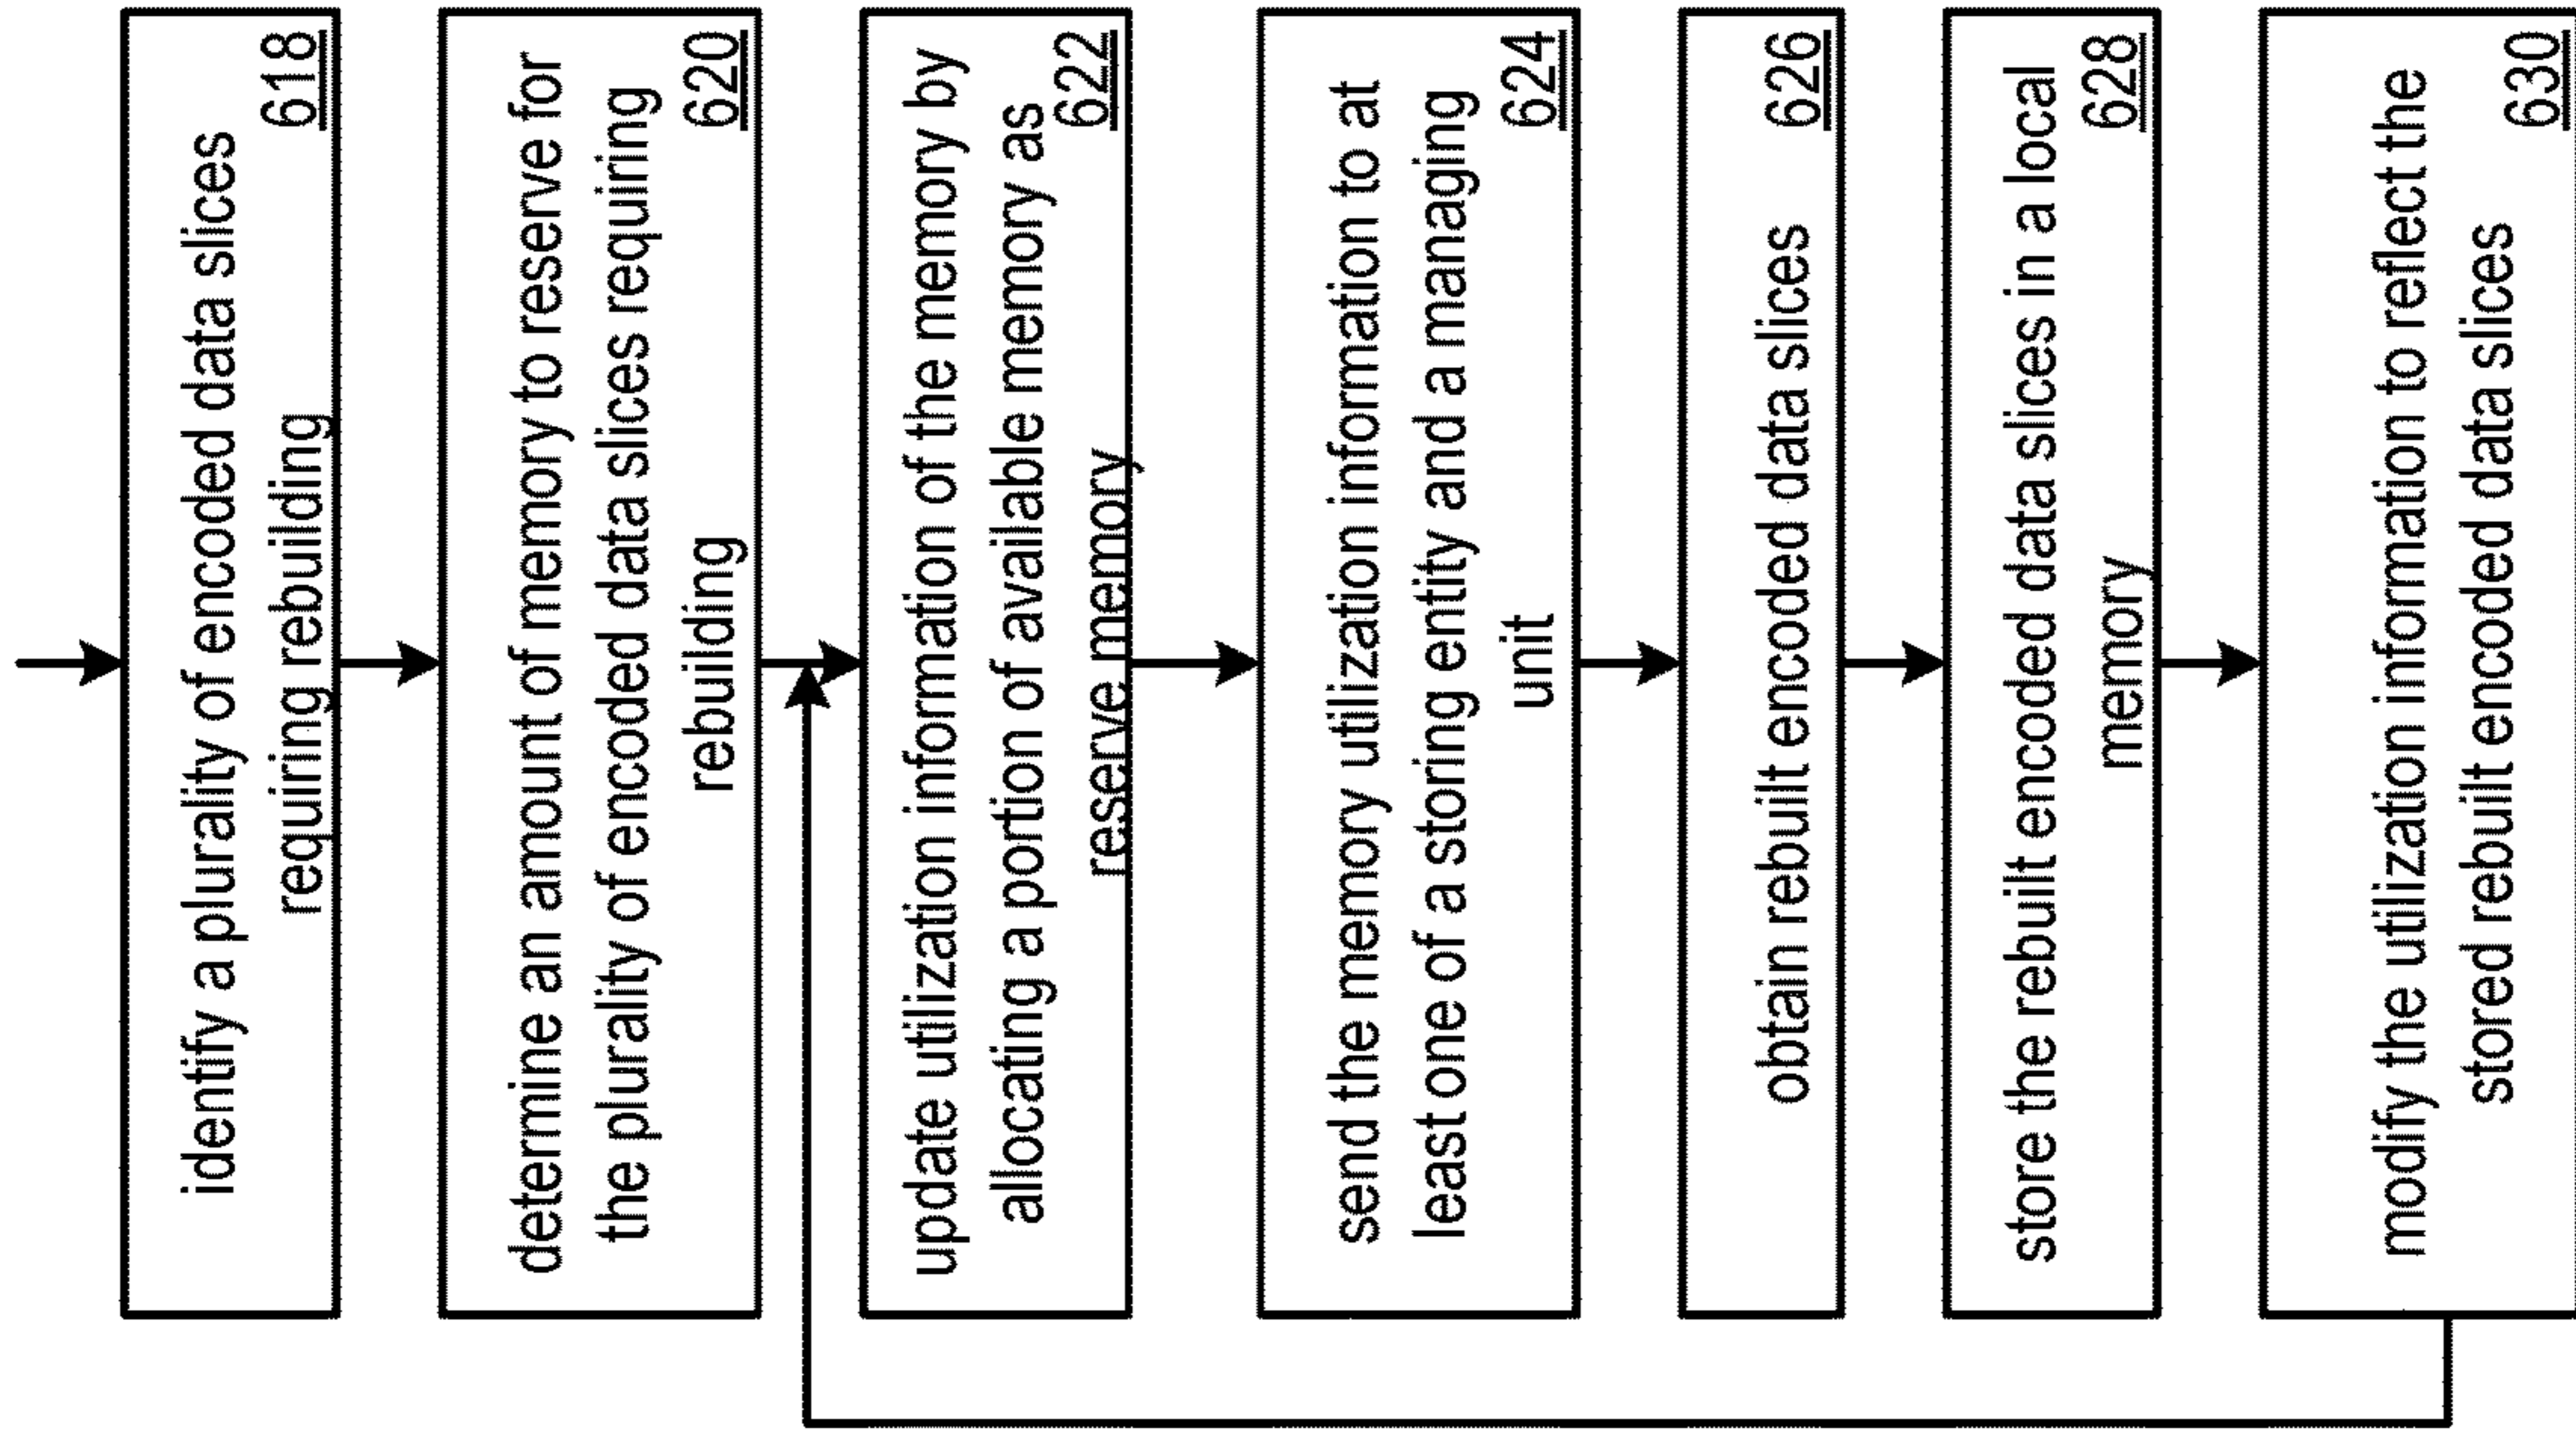 identify a plurality of encoded data slices
requiring rebuilding
618
determine an amount of memory to reserve for
the plurality of encoded data slices requiring
rebuilding
620
update utilization information of the memory by
allocating a portion of available memory as
reserve memory
622
send the memory utilization information to at
least one of a storing entity and a managing
unit
624
obtain rebuilt encoded data slices
626
store the rebuilt encoded data slices in a local
memory
628
modify the utilization information to reflect the
stored rebuilt encoded data slices
630